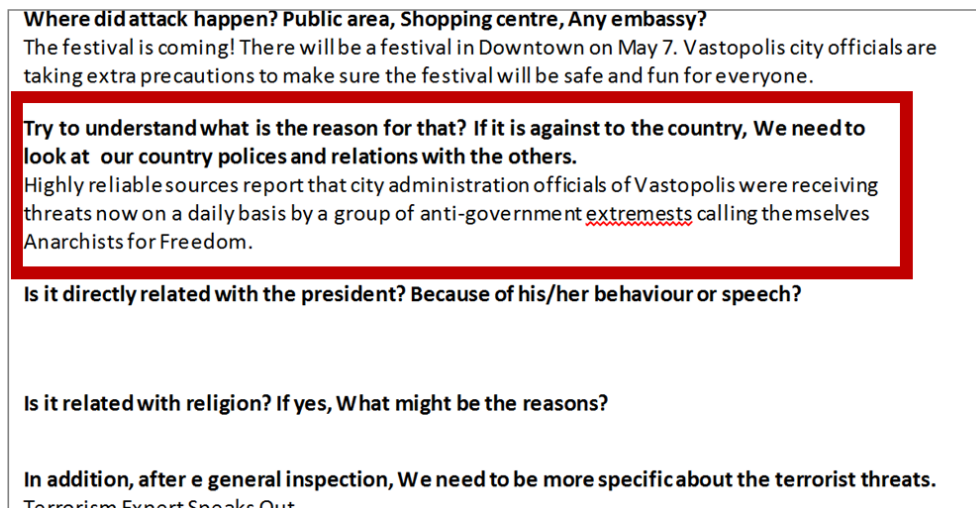 Where did attack happen? Public area, Shopping centre, Any embassy?
The festival is coming! There will be a festival in Downtown on May 7. Vastopolis city officials are
taking extra precautions to make sure the festival will be safe and fun for everyone.
Try to understand what is the reason for that? If it is against to the country, We need to
look at our country polices and relations with the others.
Highly reliable sources report that city administration officials of Vastopolis were receiving
threats now on a daily basis by a group of anti-government extremests calling themselves
Anarchists for Freedom.
Is it directly related with the president? Because of his/her behaviour or speech?
Is it related with religion? If yes, What might be the reasons?
In addition, after e general inspection, We need to be more specific about the terrorist threats.
Terrorism Expert Speaks Out